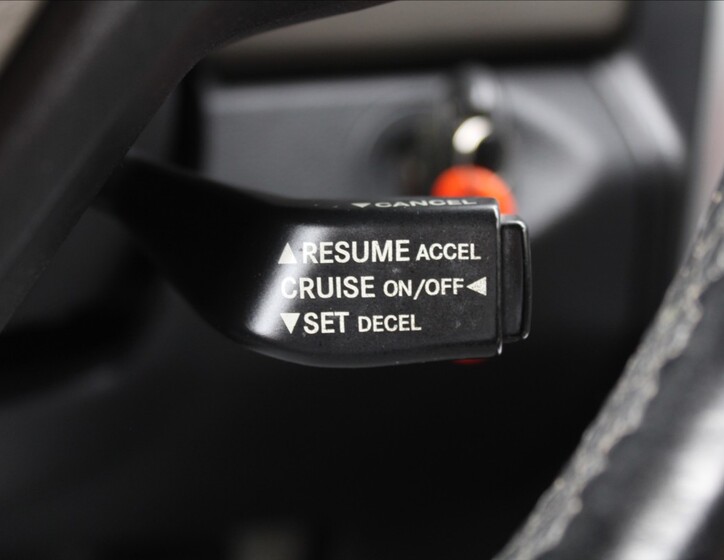 ▼CANCEL
▲RESUME ACCEL
CRUISE ON/OFF◀
▼SET DECEL